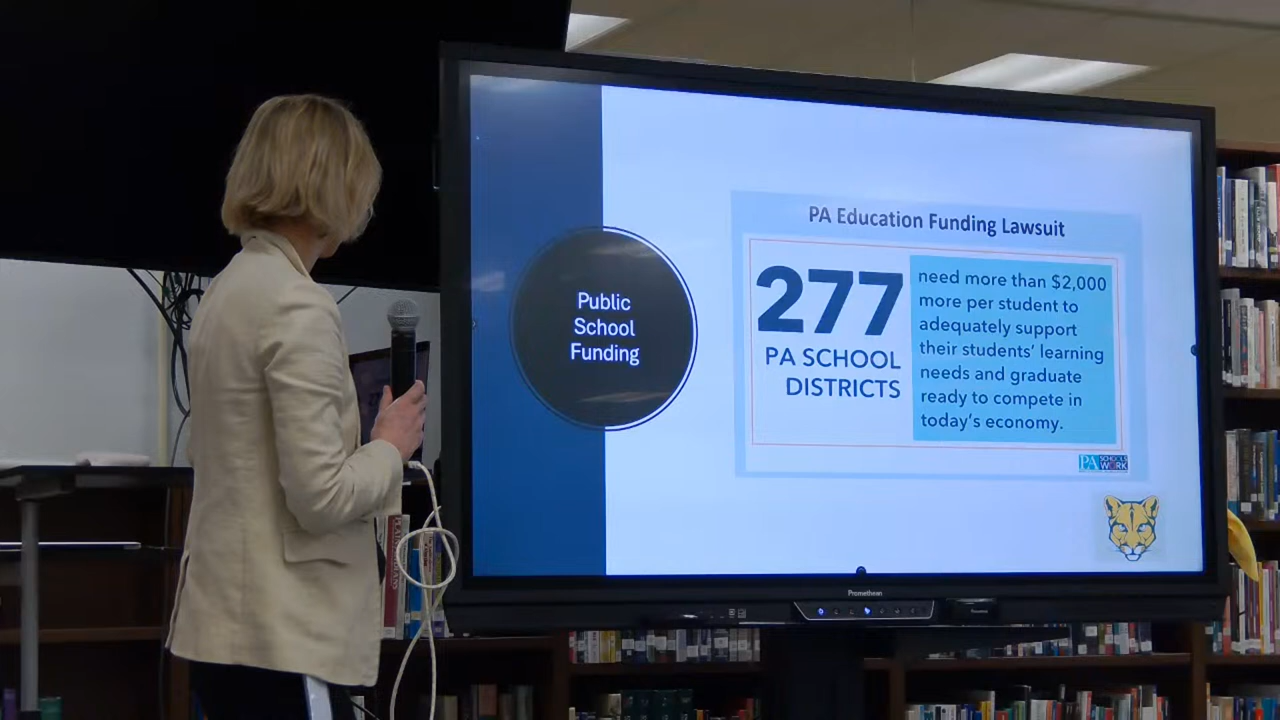 Public
School
Funding
PA Education Funding Lawsuit
277
PA SCHOOL
DISTRICTS
need more than $2,000
more per student to
adequately support
their students' learning
needs and graduate
ready to compete in
today's economy.
PA SCHOOLS
WORK
Promethean